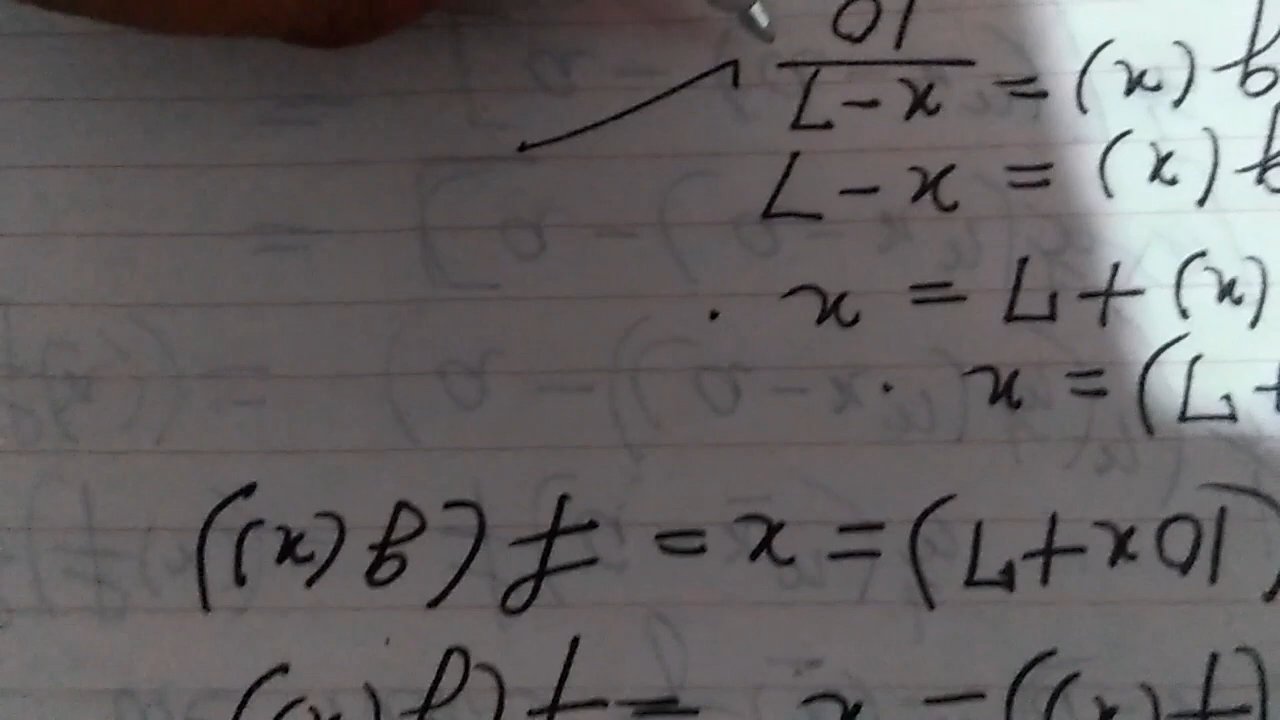 (f(x)) = x = f(g(x))
(10x+7) = x = f(g(x))
+7) = x .
(x)+7 = x .
g(x) = x-7
g(x) = x-7
10